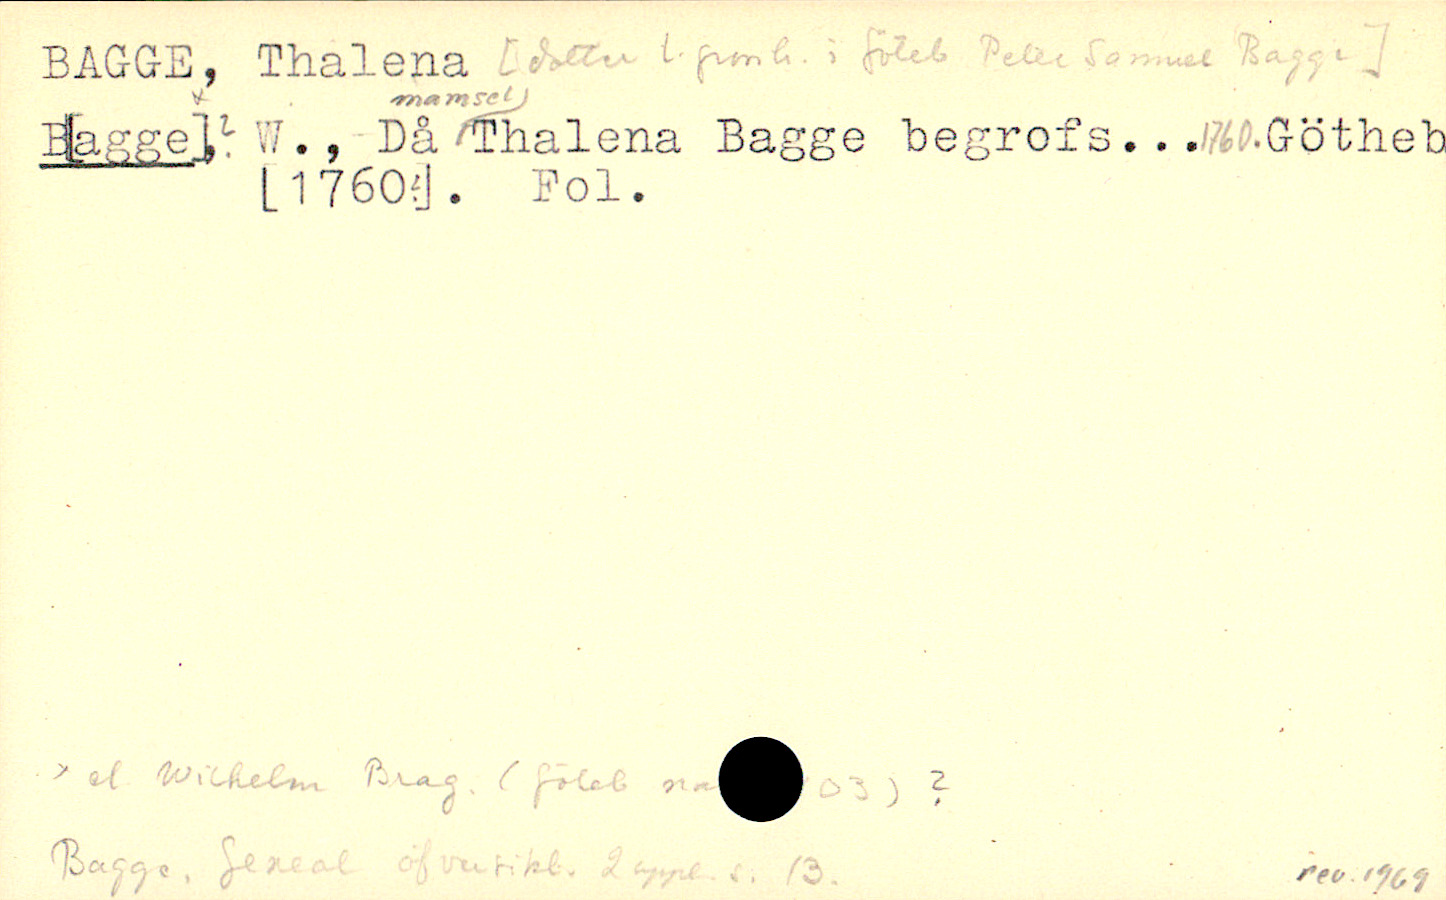 BAGGE, Thalena [dotter t. grossh. i Göteb Peter Samuel Bagge]
mamsel
B[agge]x?, W., Då Thalena Bagge begrofs...1760. Götheb
[1760]. Fol.
x el Wilhelm Brag. (Göteb 03) ?
Bagge, Geneal öfversikt. 2 uppl. s. 13.
rev. 1969